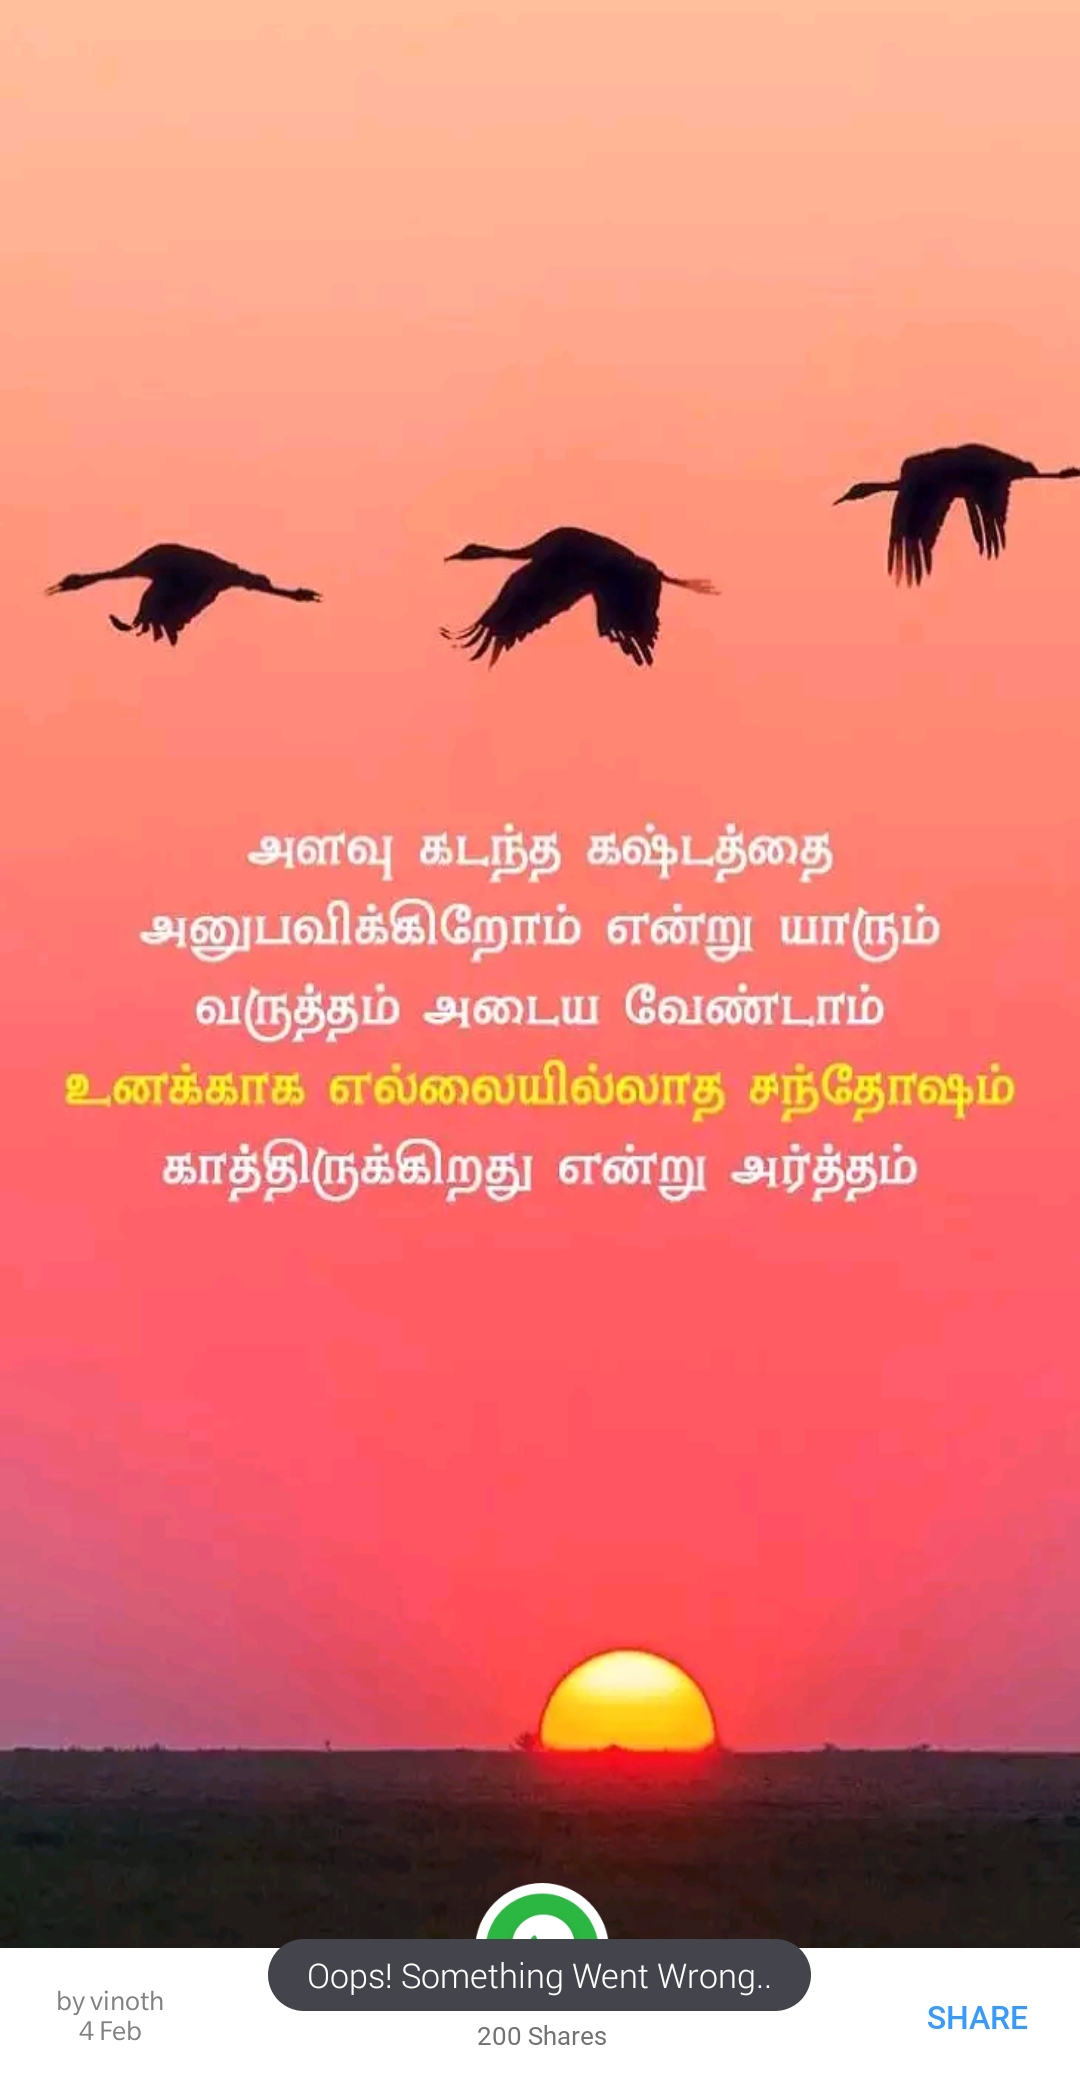 அளவு கடந்த கஷ்டத்தை
அனுபவிக்கிறோம் என்று யாரும்
வருத்தம் அடைய வேண்டாம்
உனக்காக எல்லையில்லாத சந்தோஷம்
காத்திருக்கிறது என்று அர்த்தம்
Oops! Something Went Wrong..
by vinoth
4 Feb
200 Shares
SHARE